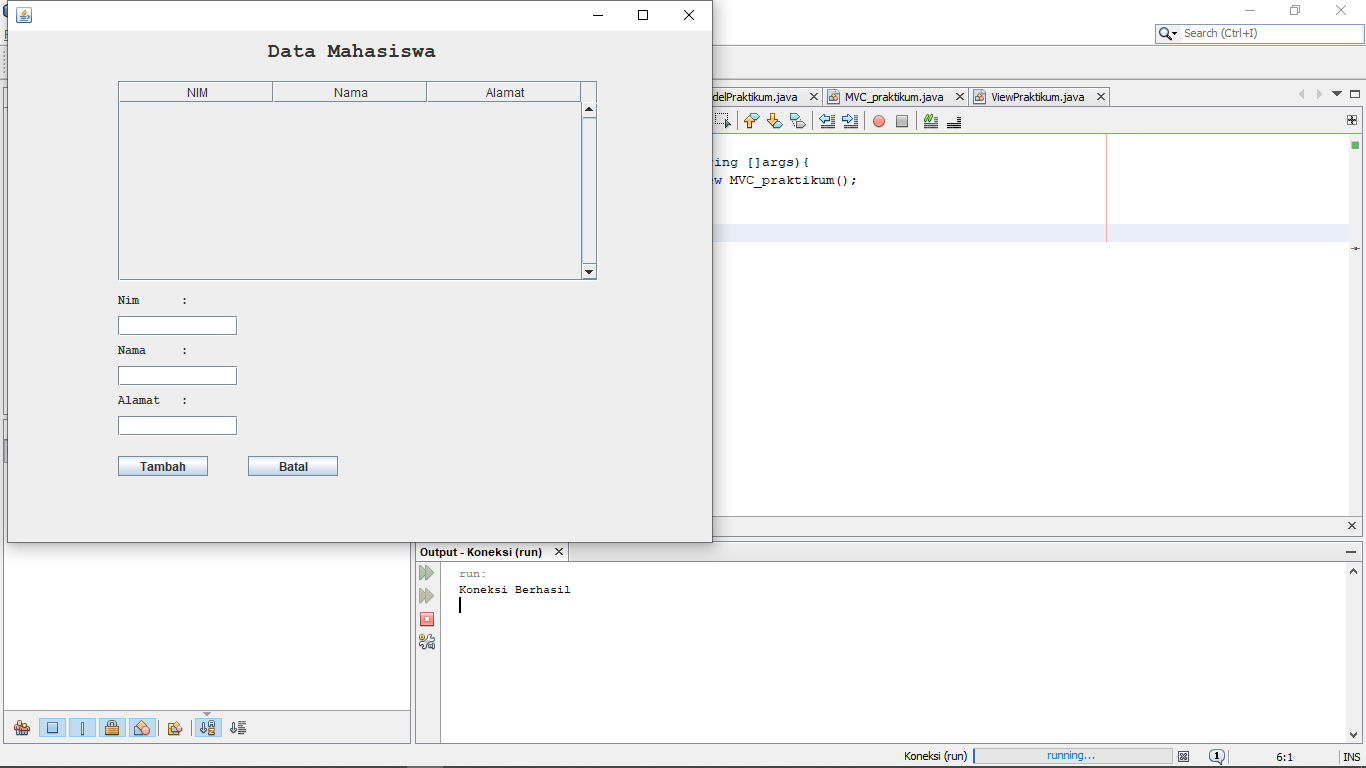 Search (Ctrl+I)
Data Mahasiswa
NIM Nama Alamat
delPraktikum.java MVC_praktikum.java ViewPraktikum.java
ing []args){
w MVC_praktikum();
Nim :
Nama :
Alamat :
Tambah Batal
Output - Koneksi (run)
run:
Koneksi Berhasil
Koneksi (run) running... 1 6:1 INS